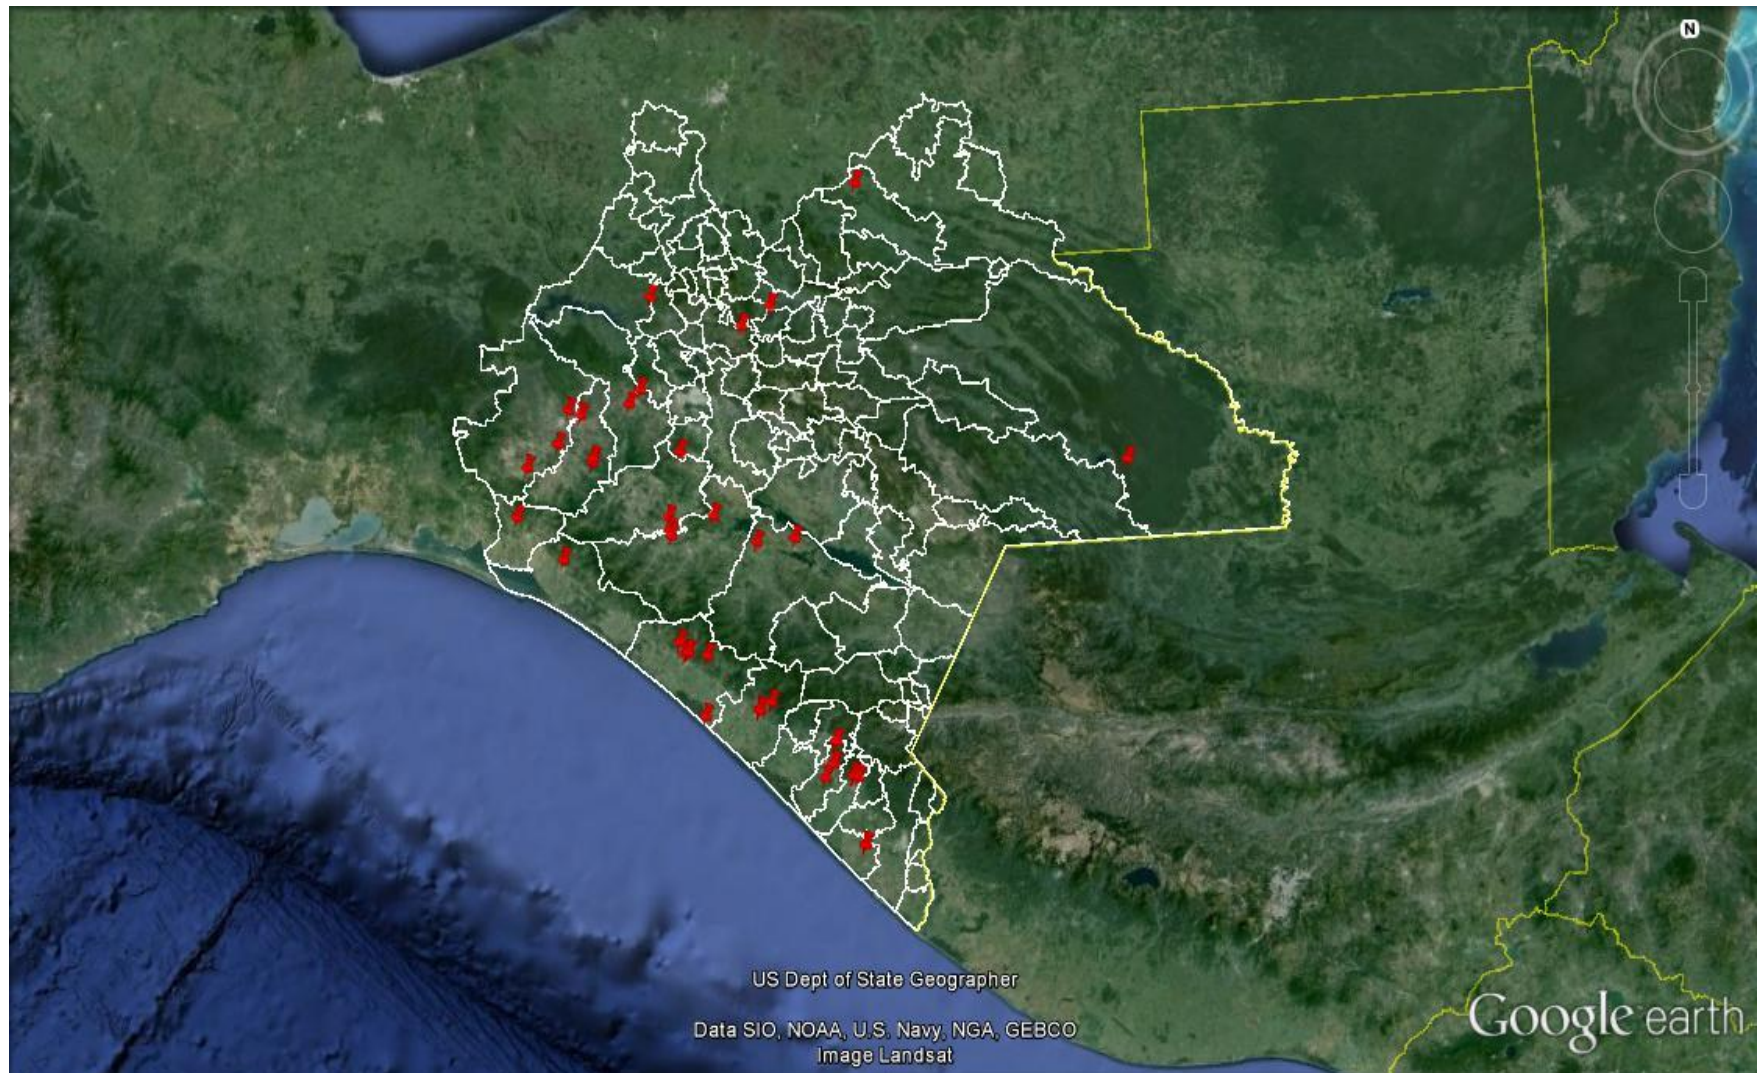 N
US Dept of State Geographer
Data SIO, NOAA, U.S. Navy, NGA, GEBCO
Image Landsat
Google earth